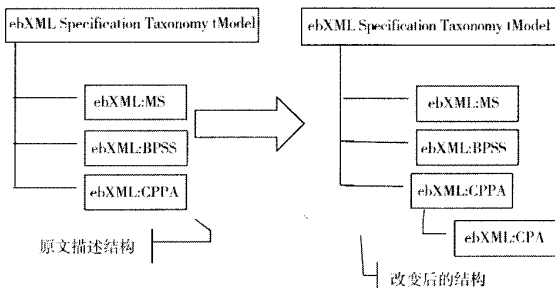 ebXML Specification Taxonomy tModel
ebXML:MS
ebXML:BPSS
ebXML:CPPA
原文描述结构
ebXML Specification Taxonomy tModel
ebXML:MS
ebXML:BPSS
ebXML:CPPA
ebXML:CPA
改变后的结构